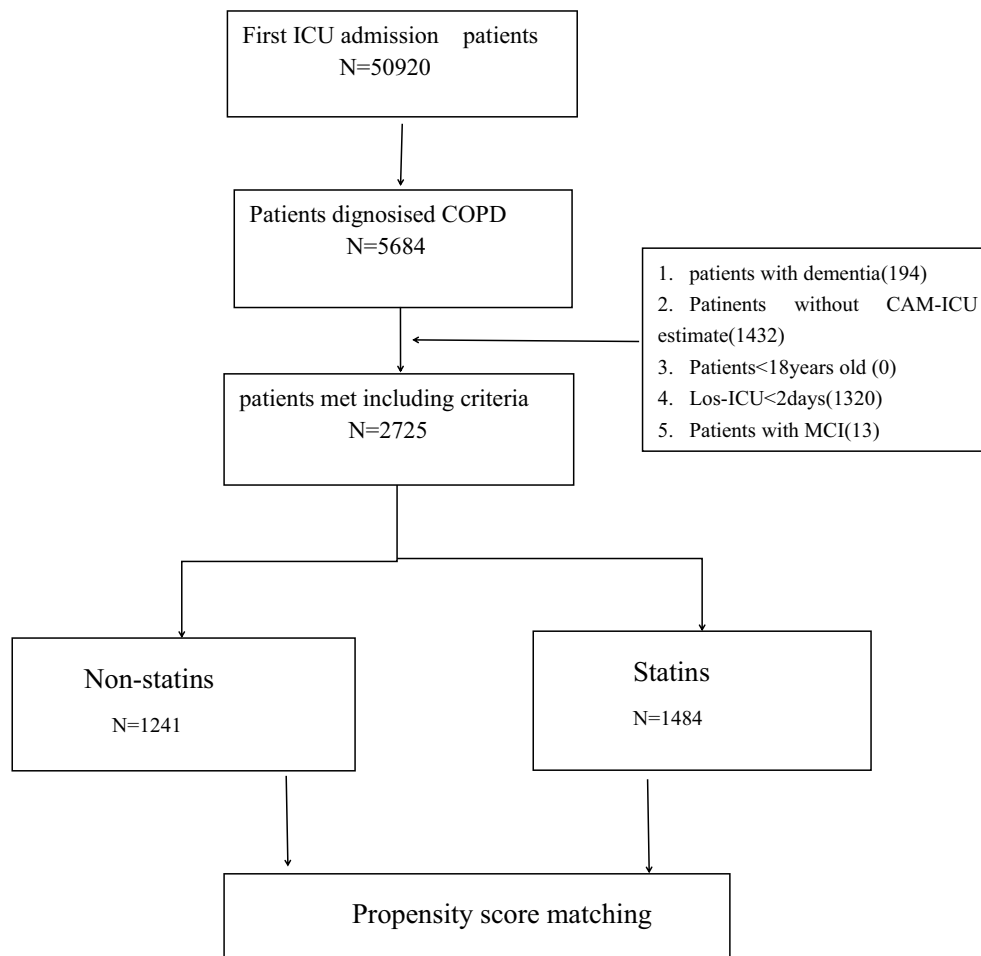 First ICU admission patients
N=50920
Patients dignosised COPD
N=5684
1. patients with dementia(194)
2. Patinents without CAM-ICU
estimate(1432)
3. Patients<18years old (0)
4. Los-ICU<2days(1320)
5. Patients with MCI(13)
patients met including criteria
N=2725
Non-statins
N=1241
Statins
N=1484
Propensity score matching